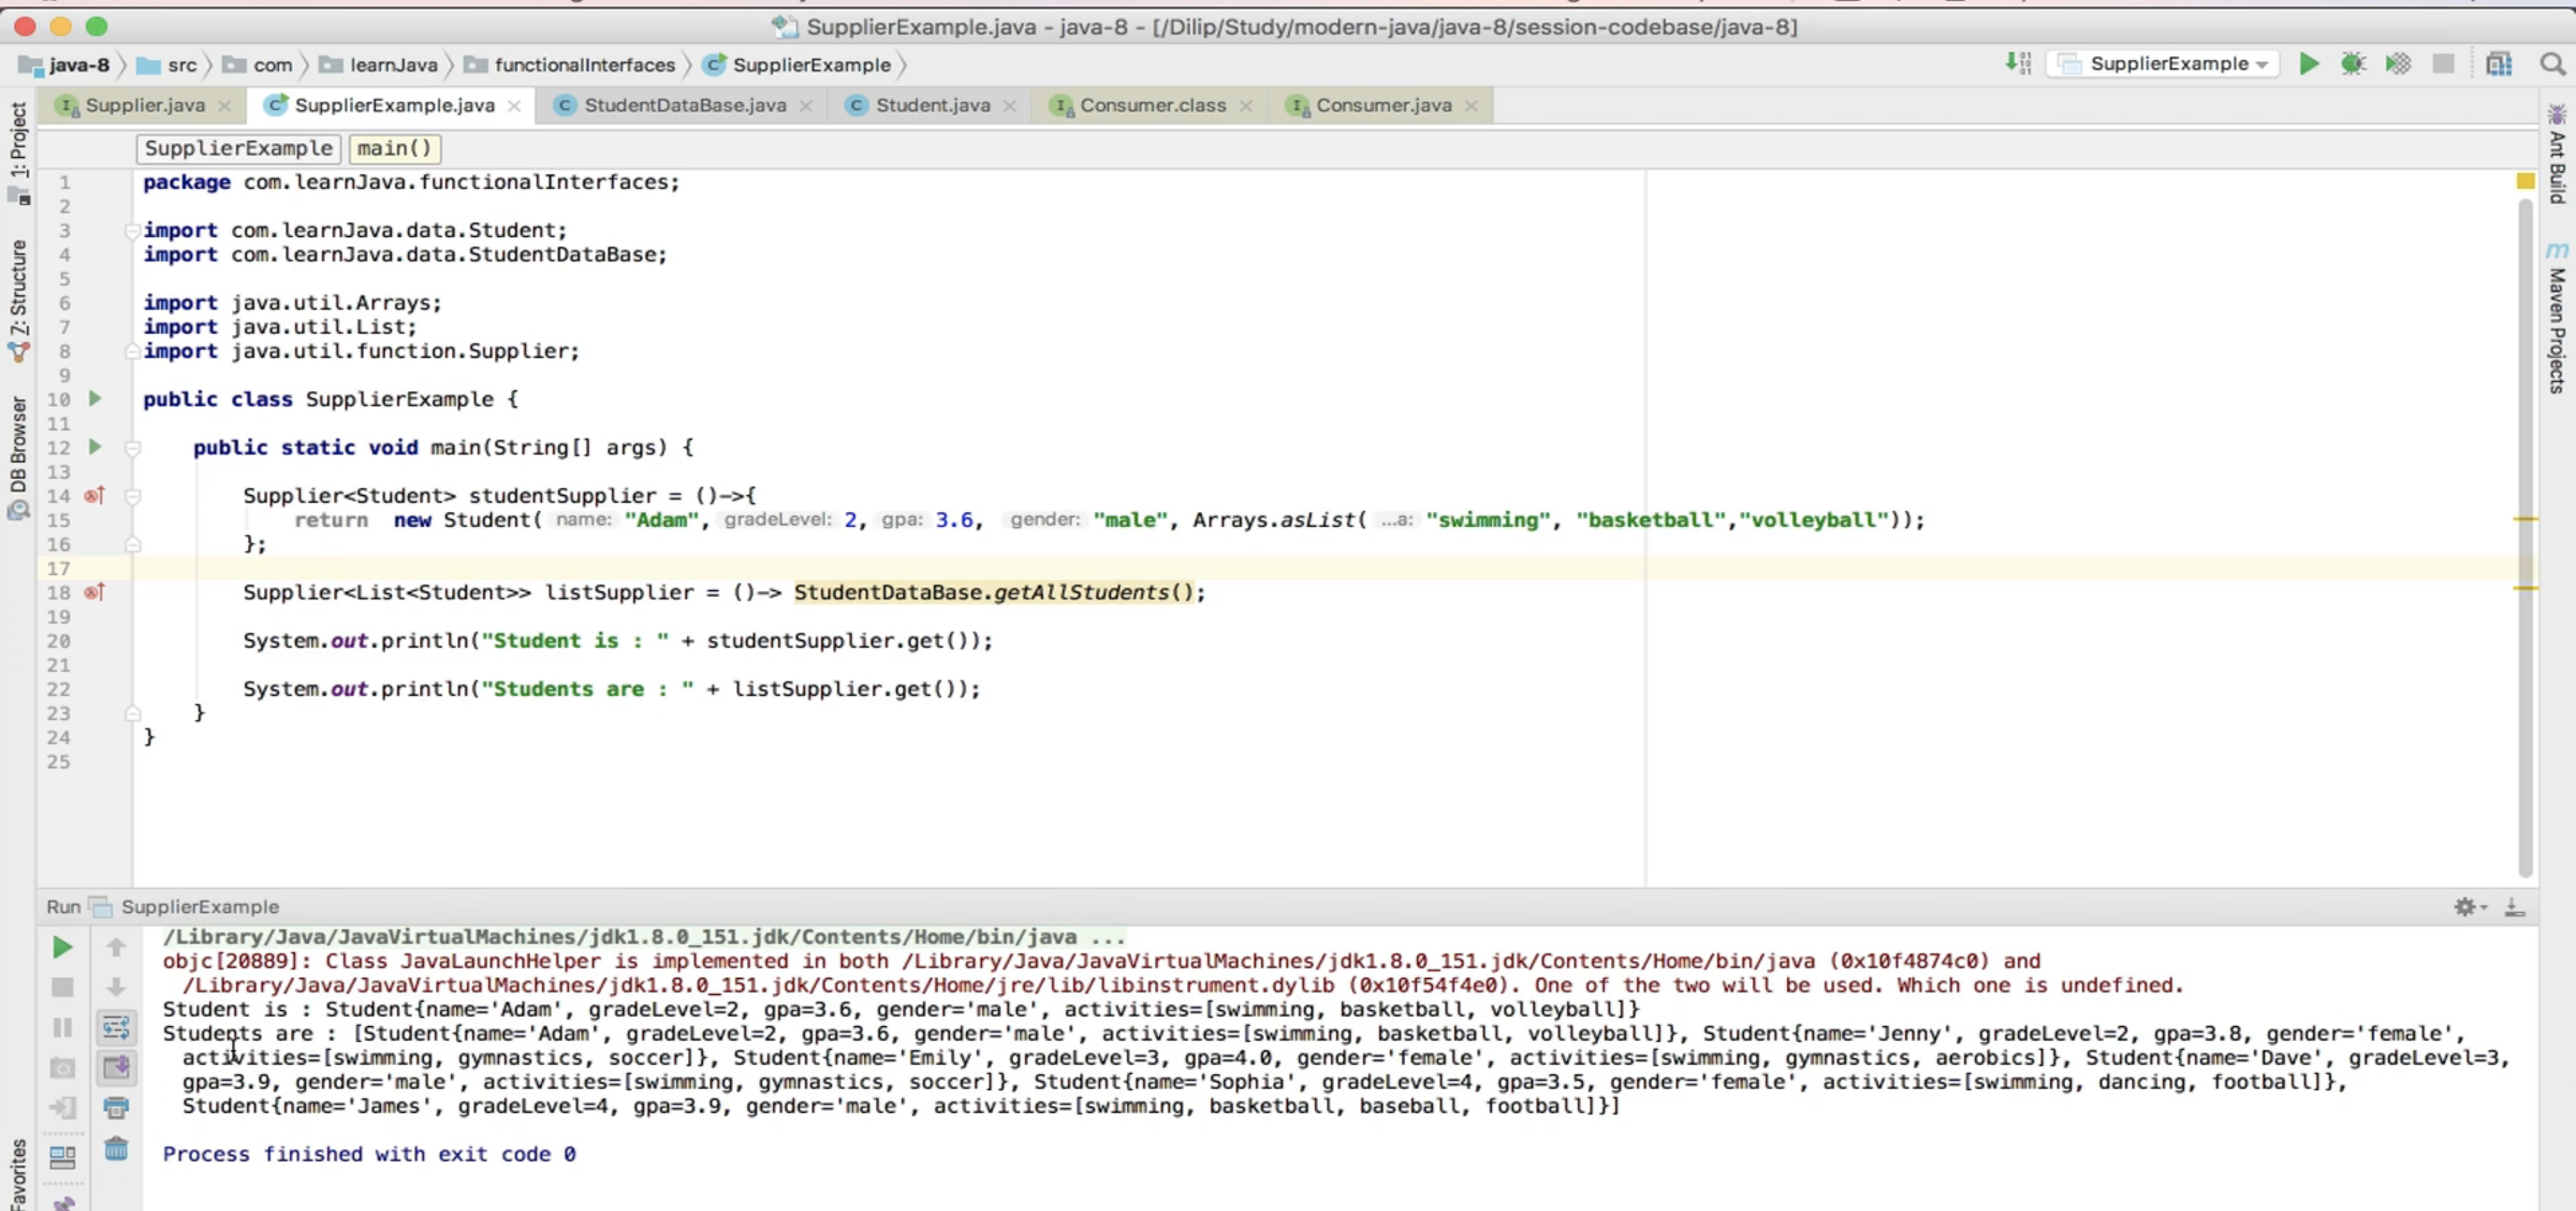 SupplierExample.java - java-8 - [/Dilip/Study/modern-java/java-8/session-codebase/java-8]
java-8 src com learnJava functionalInterfaces SupplierExample
SupplierExample
Supplier.java SupplierExample.java StudentDataBase.java Student.java Consumer.class Consumer.java
SupplierExample main()
1: Project
Z: Structure
DB Browser
Favorites
Ant Build
Maven Projects
1 package com.learnJava.functionalInterfaces;
2
3 import com.learnJava.data.Student;
4 import com.learnJava.data.StudentDataBase;
5
6 import java.util.Arrays;
7 import java.util.List;
8 import java.util.function.Supplier;
9
10 public class SupplierExample {
11
12 public static void main(String[] args) {
13
14 Supplier<Student> studentSupplier = ()->{
15 return new Student( name: "Adam", gradeLevel: 2, gpa: 3.6, gender: "male", Arrays.asList( ...a: "swimming", "basketball","volleyball"));
16 };
17
18 Supplier<List<Student>> listSupplier = ()-> StudentDataBase.getAllStudents();
19
20 System.out.println("Student is : " + studentSupplier.get());
21
22 System.out.println("Students are : " + listSupplier.get());
23 }
24 }
25
Run SupplierExample
/Library/Java/JavaVirtualMachines/jdk1.8.0_151.jdk/Contents/Home/bin/java ...
objc[20889]: Class JavaLaunchHelper is implemented in both /Library/Java/JavaVirtualMachines/jdk1.8.0_151.jdk/Contents/Home/bin/java (0x10f4874c0) and
/Library/Java/JavaVirtualMachines/jdk1.8.0_151.jdk/Contents/Home/jre/lib/libinstrument.dylib (0x10f54f4e0). One of the two will be used. Which one is undefined.
Student is : Student{name='Adam', gradeLevel=2, gpa=3.6, gender='male', activities=[swimming, basketball, volleyball]}
Students are : [Student{name='Adam', gradeLevel=2, gpa=3.6, gender='male', activities=[swimming, basketball, volleyball]}, Student{name='Jenny', gradeLevel=2, gpa=3.8, gender='female',
activities=[swimming, gymnastics, soccer]}, Student{name='Emily', gradeLevel=3, gpa=4.0, gender='female', activities=[swimming, gymnastics, aerobics]}, Student{name='Dave', gradeLevel=3,
gpa=3.9, gender='male', activities=[swimming, gymnastics, soccer]}, Student{name='Sophia', gradeLevel=4, gpa=3.5, gender='female', activities=[swimming, dancing, football]},
Student{name='James', gradeLevel=4, gpa=3.9, gender='male', activities=[swimming, basketball, baseball, football]}]
Process finished with exit code 0